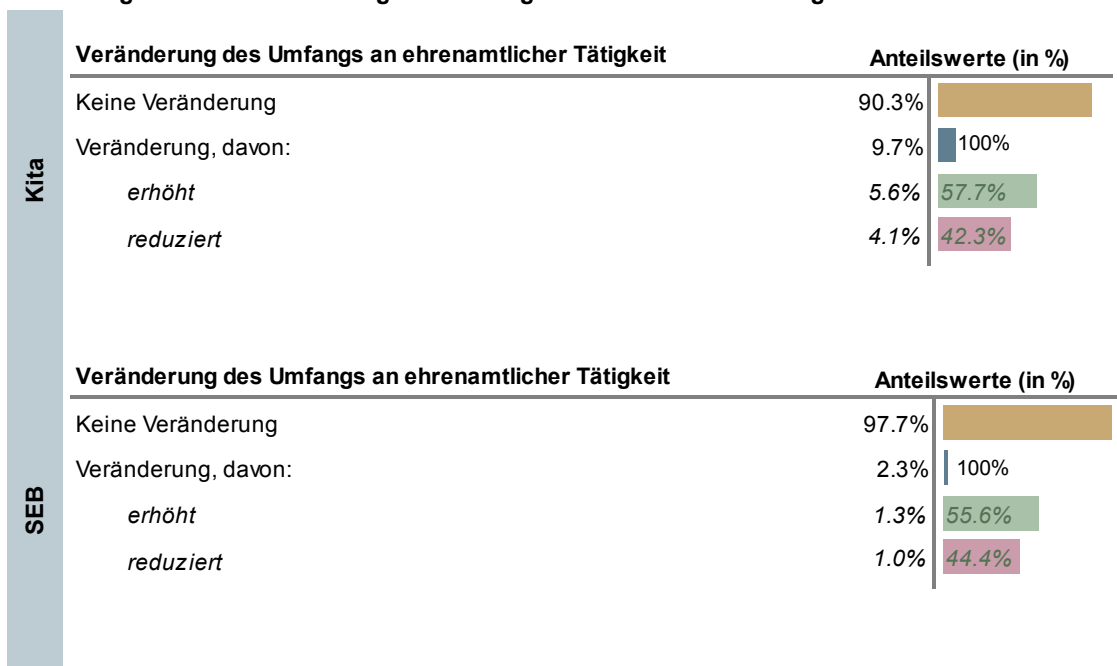 Kita
Veränderung des Umfangs an ehrenamtlicher Tätigkeit Anteilswerte (in %)
Keine Veränderung 90.3%
Veränderung, davon: 9.7% 100%
erhöht 5.6% 57.7%
reduziert 4.1% 42.3%
SEB
Veränderung des Umfangs an ehrenamtlicher Tätigkeit Anteilswerte (in %)
Keine Veränderung 97.7%
Veränderung, davon: 2.3% 100%
erhöht 1.3% 55.6%
reduziert 1.0% 44.4%